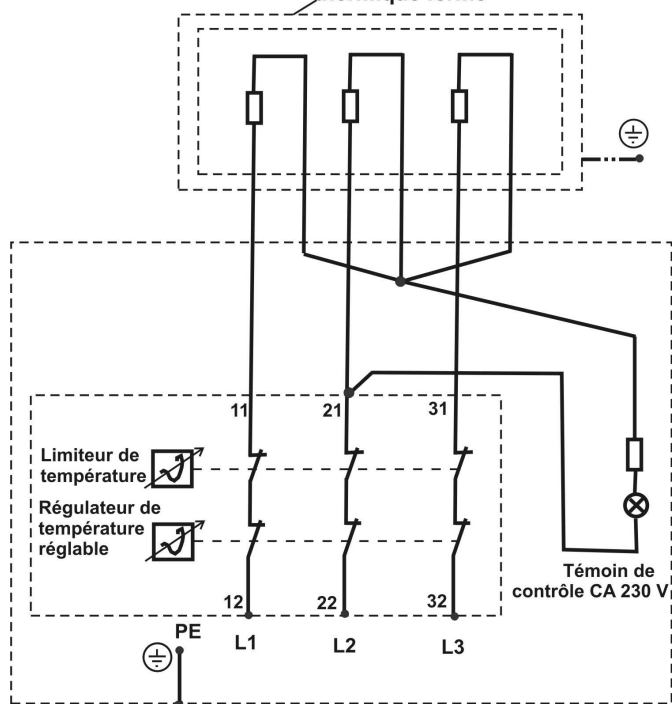 11
21
31
Limiteur de
température
Régulateur de
température
réglable
Témoin de
contrôle CA 230 V
12
22
32
PE
L1
L2
L3